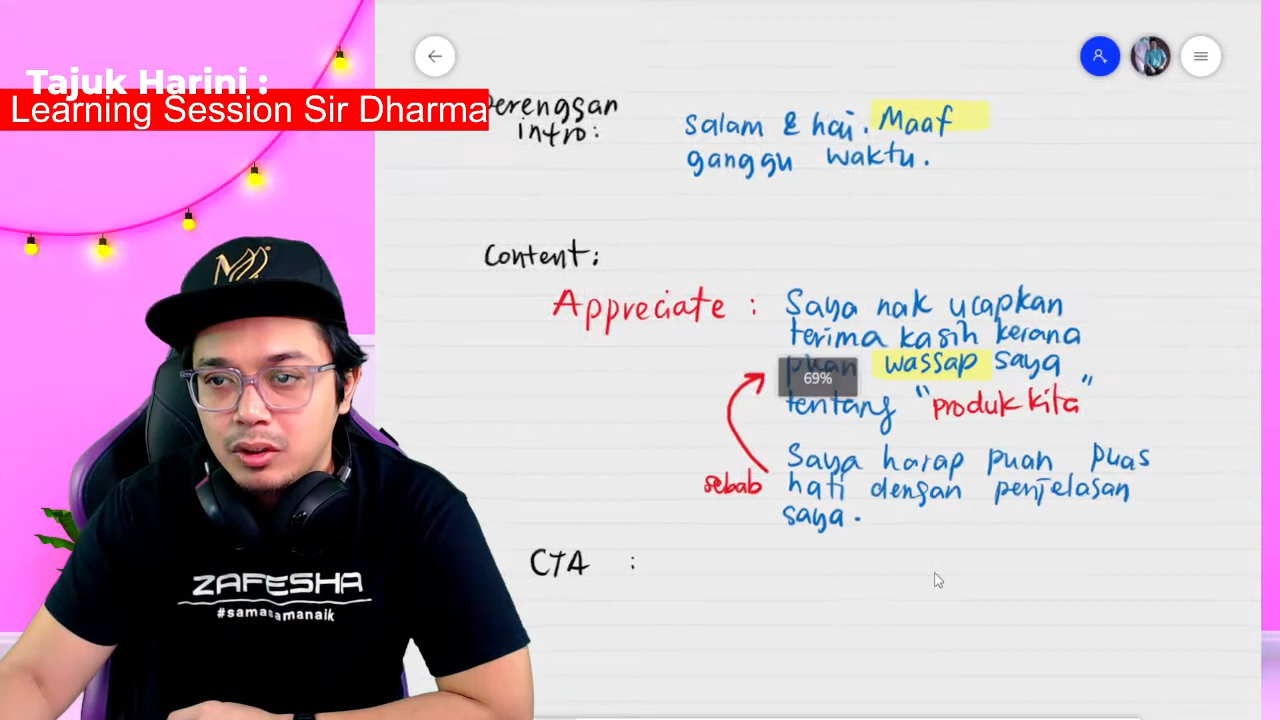 Tajuk Harini :
Learning Session Sir Dharma
Perengsan
intro:
salam & hai. Maaf
ganggu waktu.
Content:
Appreciate : Saya nak ucapkan
terima kasih kerana
puan wassap saya
69%
tentang "produk kita"
sebab
Saya harap puan puas
hati dengan penjelasan
saya.
CTA :
ZAFESHA
#samasamanaik